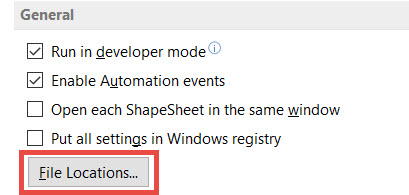 General
Run in developer mode
Enable Automation events
Open each ShapeSheet in the same window
Put all settings in Windows registry
File Locations...